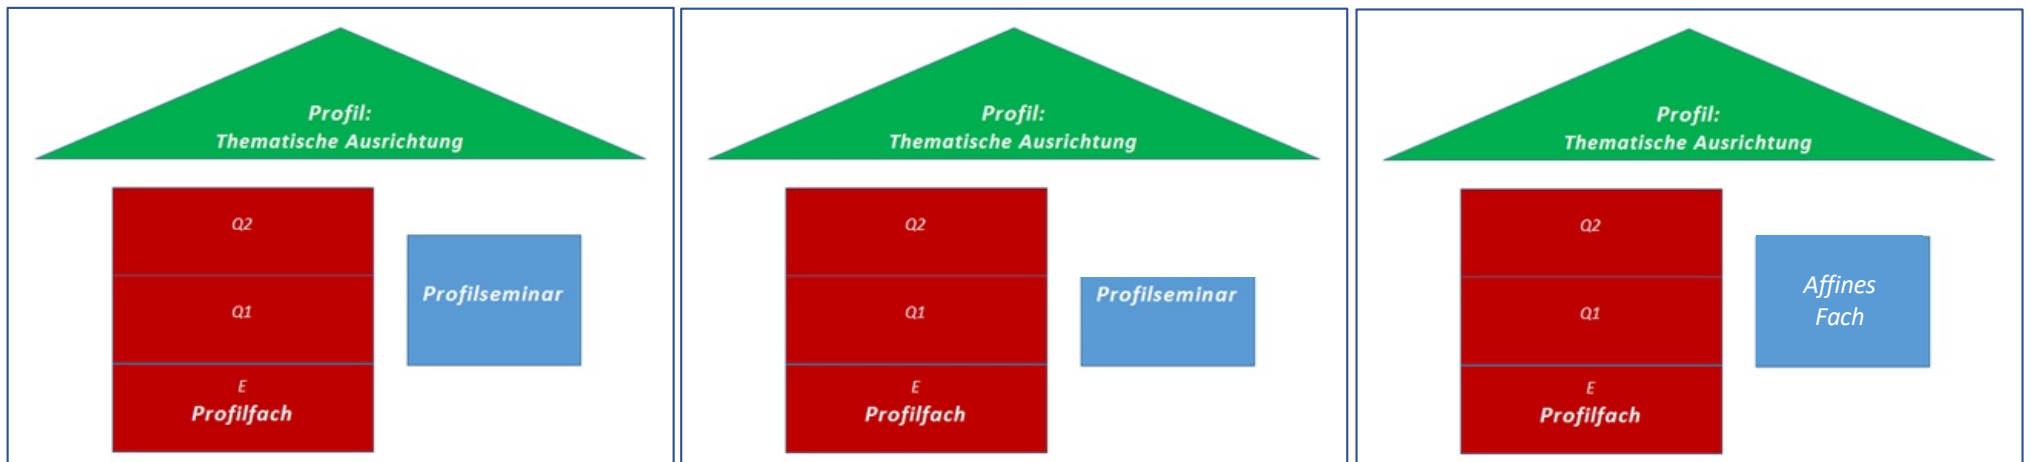 Profil:
Thematische Ausrichtung
Q2
Q1
Profilseminar
E
Profilfach
Profil:
Thematische Ausrichtung
Q2
Q1
Profilseminar
E
Profilfach
Profil:
Thematische Ausrichtung
Q2
Q1
Affines
Fach
E
Profilfach